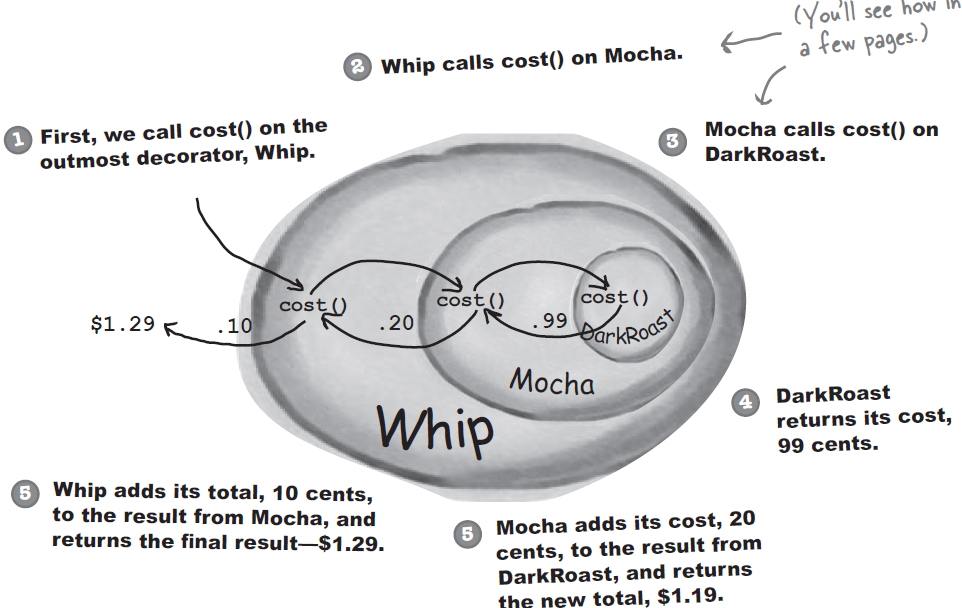 (You'll see how in
a few pages.)
2 Whip calls cost() on Mocha.
1 First, we call cost() on the
outmost decorator, Whip.
3 Mocha calls cost() on
DarkRoast.
cost()
cost()
cost()
$1.29
.10
.20
.99
DarkRoast
Mocha
Whip
4 DarkRoast
returns its cost,
99 cents.
5 Whip adds its total, 10 cents,
to the result from Mocha, and
returns the final result—$1.29.
5 Mocha adds its cost, 20
cents, to the result from
DarkRoast, and returns
the new total, $1.19.